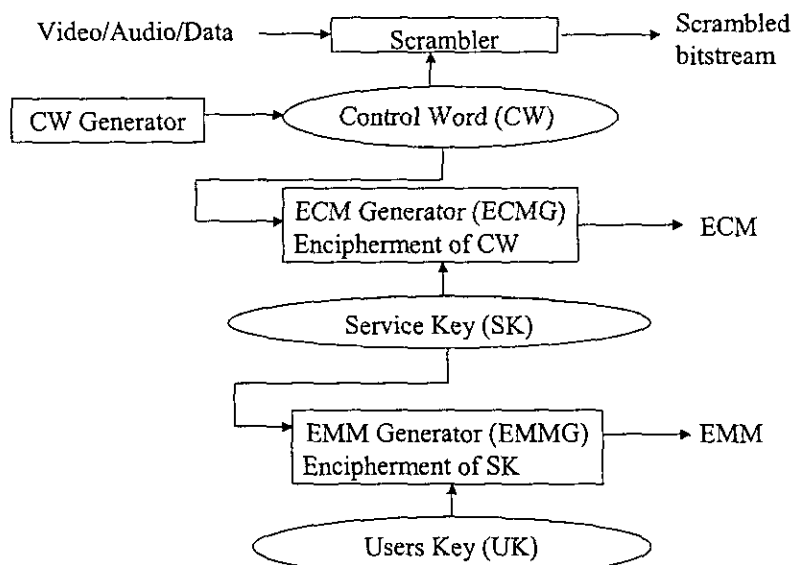 Video/Audio/Data
Scrambler
Scrambled
bitstream
CW Generator
Control Word (CW)
ECM Generator (ECMG)
Encipherment of CW
ECM
Service Key (SK)
EMM Generator (EMMG)
Encipherment of SK
EMM
Users Key (UK)